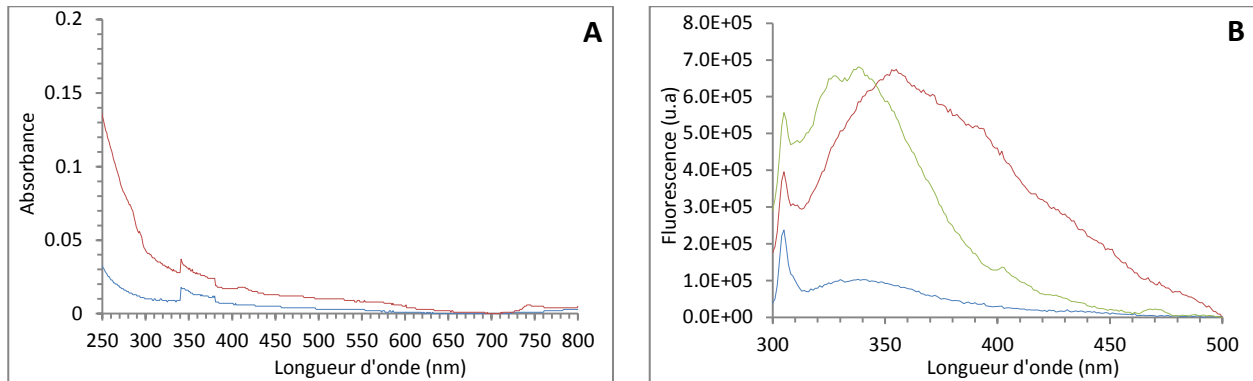 A
0.2
0.15
0.1
0.05
0
Absorbance
250 300 350 400 450 500 550 600 650 700 750 800
Longueur d'onde (nm)
B
8.0E+05
7.0E+05
6.0E+05
5.0E+05
4.0E+05
3.0E+05
2.0E+05
1.0E+05
0.0E+00
Fluorescence (u.a)
300 350 400 450 500
Longueur d'onde (nm)